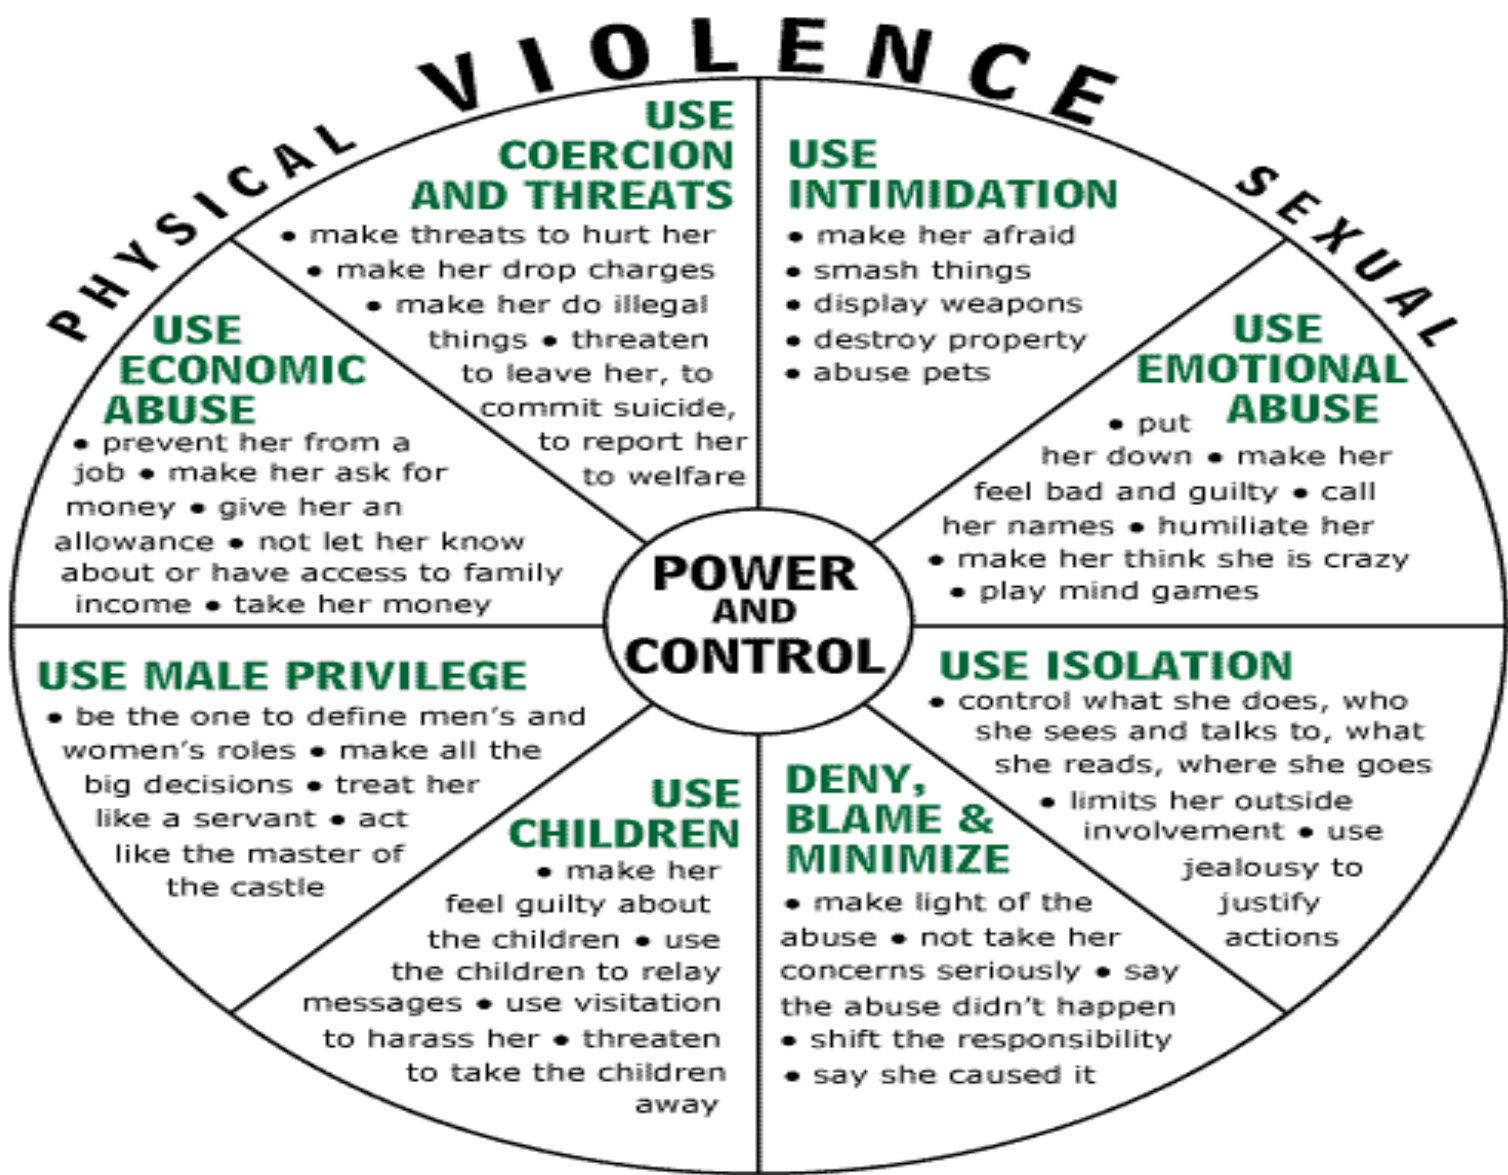 VIOLENCE
PHYSICAL
SEXUAL
USE
COERCION
AND THREATS
• make threats to hurt her
• make her drop charges
• make her do illegal
things • threaten
to leave her, to
commit suicide,
to report her
to welfare
USE
INTIMIDATION
• make her afraid
• smash things
• display weapons
• destroy property
• abuse pets
USE
EMOTIONAL
ABUSE
• put
her down • make her
feel bad and guilty • call
her names • humiliate her
• make her think she is crazy
• play mind games
USE ISOLATION
• control what she does, who
she sees and talks to, what
she reads, where she goes
• limits her outside
involvement • use
jealousy to
justify
actions
DENY,
BLAME &
MINIMIZE
• make light of the
abuse • not take her
concerns seriously • say
the abuse didn't happen
• shift the responsibility
• say she caused it
USE
CHILDREN
• make her
feel guilty about
the children • use
the children to relay
messages • use visitation
to harass her • threaten
to take the children
away
USE MALE PRIVILEGE
• be the one to define men's and
women's roles • make all the
big decisions • treat her
like a servant • act
like the master of
the castle
USE
ECONOMIC
ABUSE
• prevent her from a
job • make her ask for
money • give her an
allowance • not let her know
about or have access to family
income • take her money
POWER
AND
CONTROL